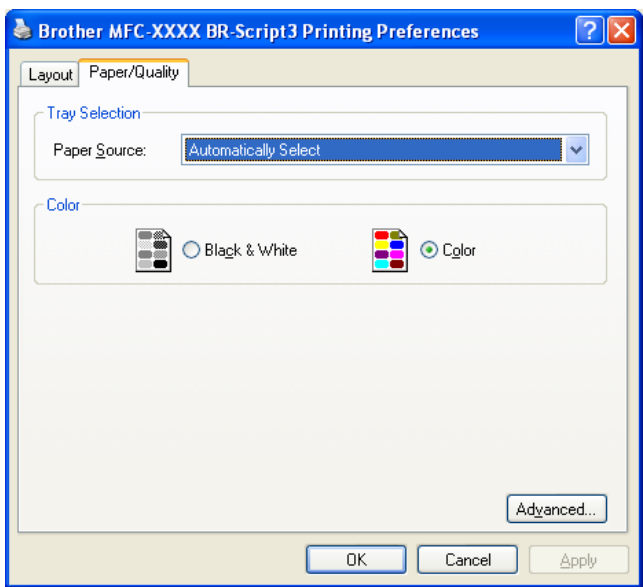 Brother MFC-XXXX BR-Script3 Printing Preferences
Layout Paper/Quality
Tray Selection
Paper Source: Automatically Select
Color
Black & White Color
Advanced...
OK Cancel Apply